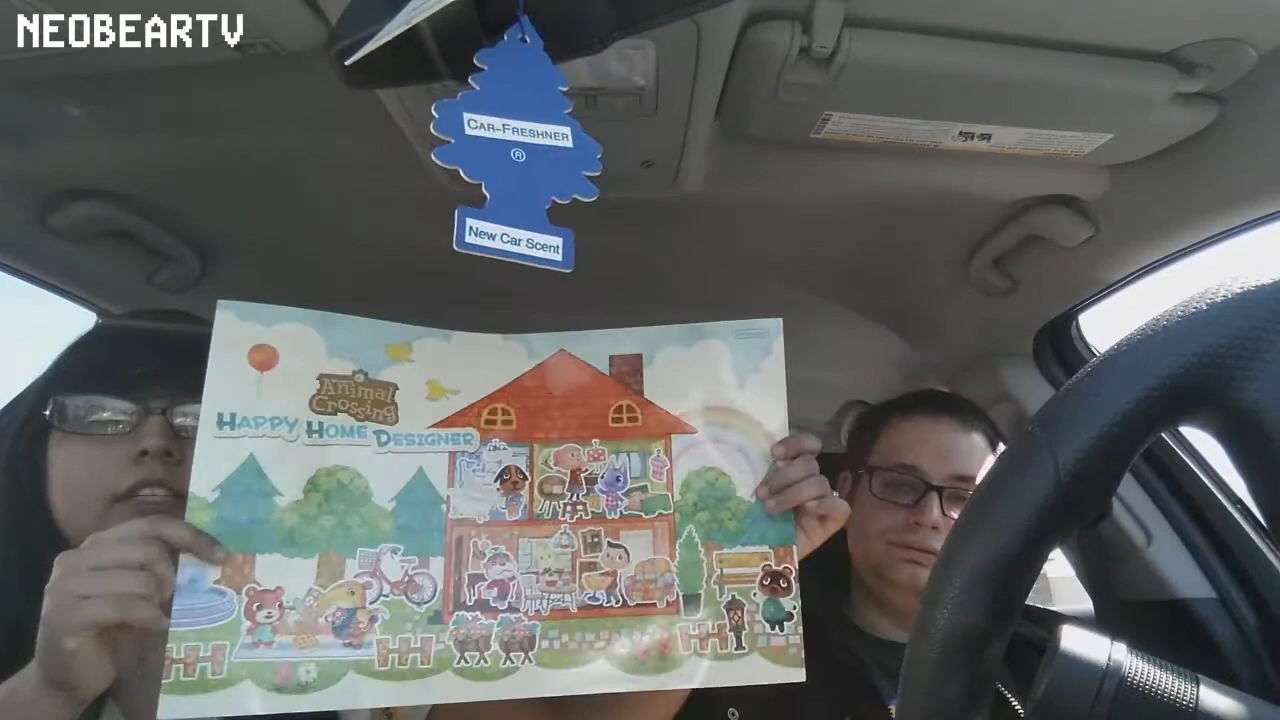 NEOBEARTV
CAR-FRESHNER
®
New Car Scent
Animal
Crossing
HAPPY HOME DESIGNER